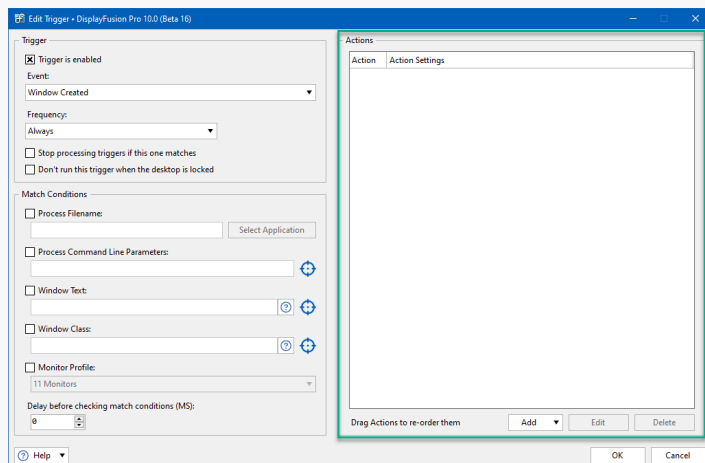 Edit Trigger • DisplayFusion Pro 10.0 (Beta 16)
Trigger
Trigger is enabled
Event:
Window Created
Frequency:
Always
Stop processing triggers if this one matches
Don't run this trigger when the desktop is locked
Match Conditions
Process Filename:
Select Application
Process Command Line Parameters:
Window Text:
Window Class:
Monitor Profile:
11 Monitors
Delay before checking match conditions (MS):
0
Actions
Action Action Settings
Drag Actions to re-order them Add Edit Delete
Help OK Cancel